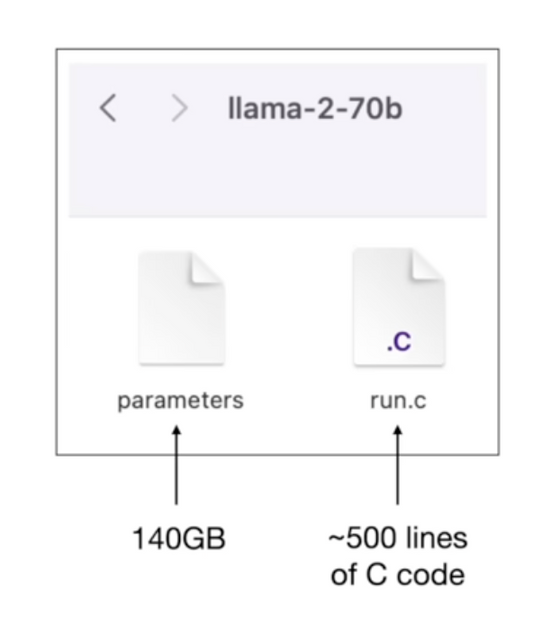 llama-2-70b
.C
parameters
run.c
140GB
~500 lines
of C code